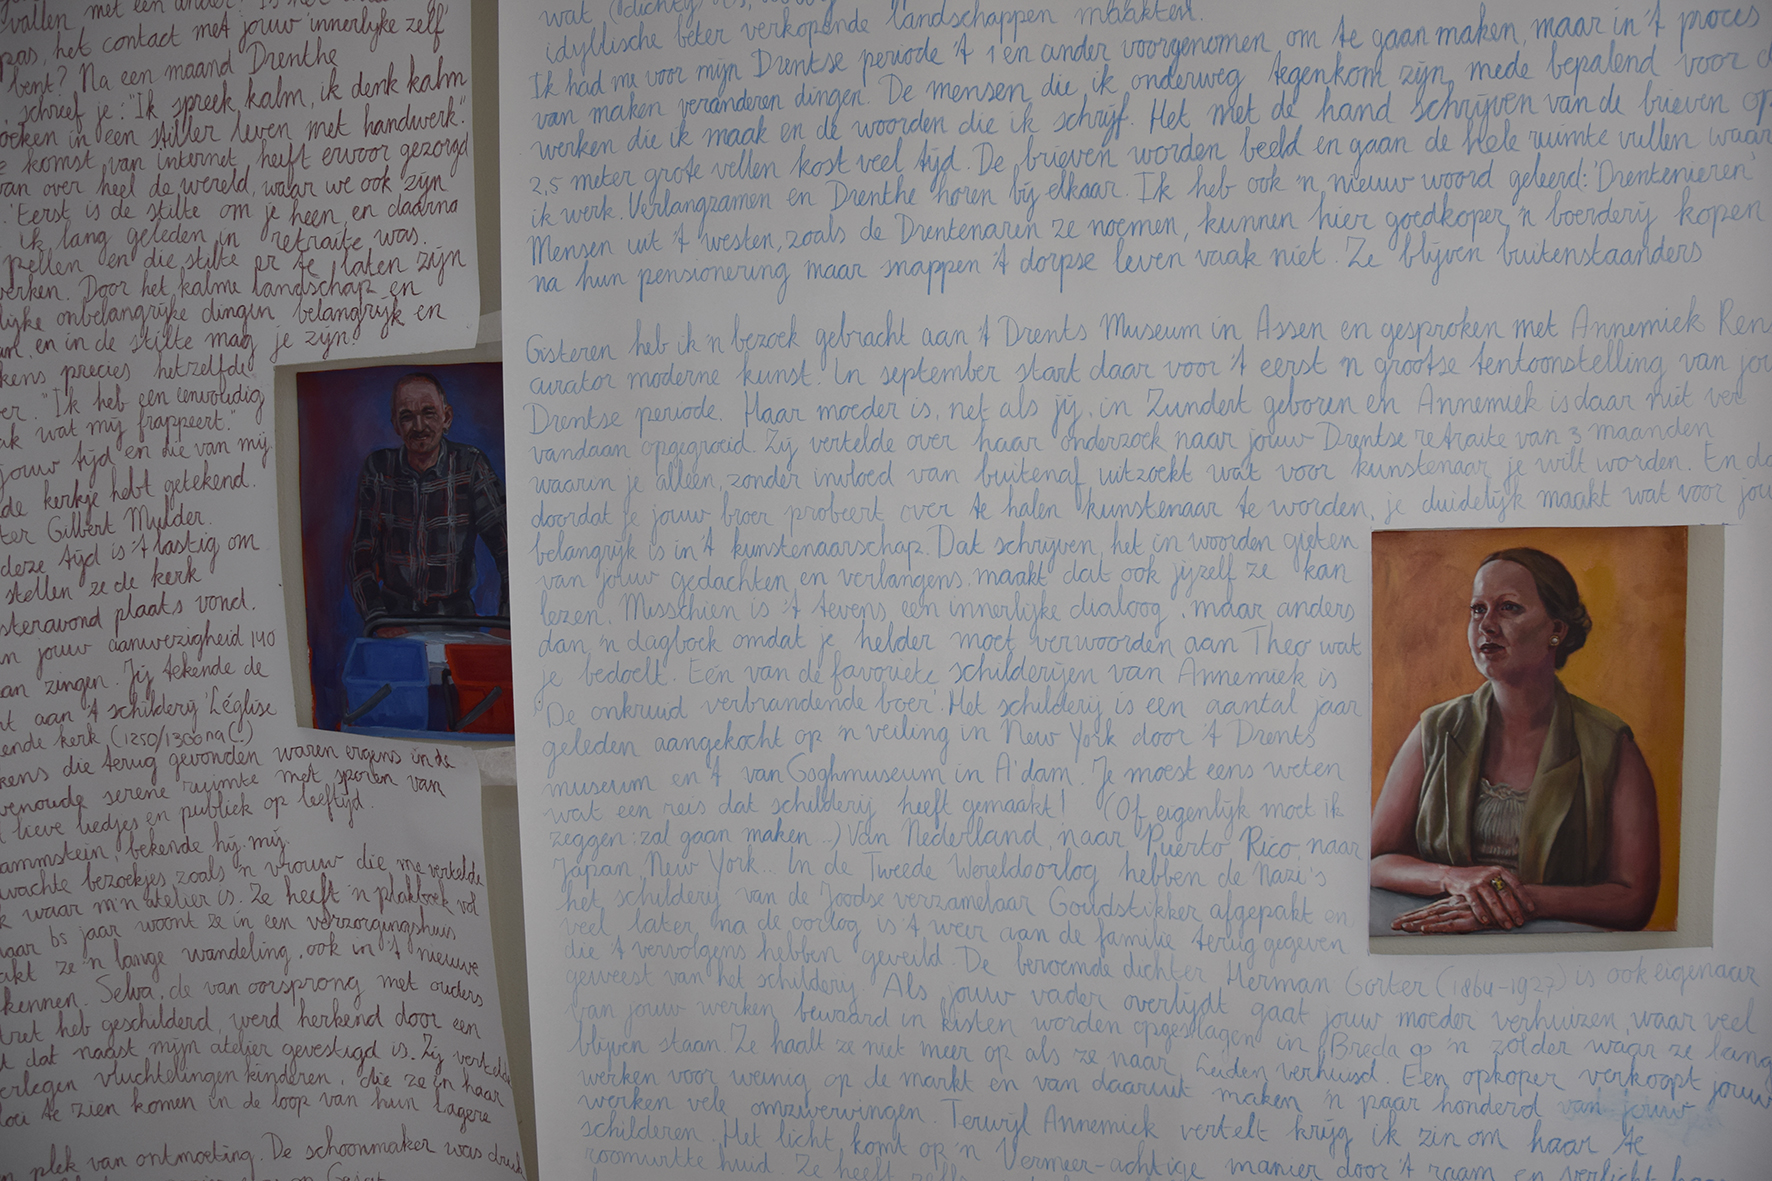 vallen met een ander? Is het
pas, het contact met jouw innerlijke zelf
bent? Na een maand Drenthe
schreef je: "Ik spreek kalm, ik denk kalm
oeken in een stiller leven met handwerk."
e komst van internet, heeft ervoor gezorgd
van over heel de wereld, waar we ook zijn
. 'Eerst is de stilte om je heen, en daarna
ik lang geleden in retraite was.
pellen en die stilte er te laten zijn
werken. Door het kalme landschap en
lijke onbelangrijke dingen belangrijk en
en in de stilte mag je zijn.
kens precies hetzelfde
er. "Ik heb een eenvoudig
ak wat mij frappeert."
jouw tijd en die van mij.
de kerkje hebt getekend.
ter Gilbert Mulder.
deze tijd is 't lastig om
stellen ze de kerk
steravond plaats vond.
n jouw aanwezigheid 140
aan zingen. Jij tekende de
nt aan 't schilderij 'L'église
ende kerk (1250/1300 na C.)
kens die terug gevonden waren ergens in de
venoude serene ruimte met sporen van
lieve liedjes en publiek op leeftijd.
ammstein, bekende hij mij.
wachte bezoekjes zoals 'n vrouw die me vertelde
k waar m'n atelier is. Ze heeft 'n plakboek vol
naar 65 jaar woont ze in een verzorgingshuis
akt ze 'n lange wandeling, ook in 't nieuwe
kennen. Selva, de van oorsprong met ouders
tret heb geschilderd, werd herkend door een
t dat naast mijn atelier gevestigd is. Zij vertelde
erlegen vluchtelingenkinderen, die ze in haar
loei te zien komen in de loop van hun lagere
n plek van ontmoeting. De schoonmaker was druk
wat (dichty
idyllische beter verkopende landschappen maakten.
Ik had me voor mijn Drentse periode 't 1 en ander voorgenomen om te gaan maken, maar in 't proces
van maken veranderen dingen. De mensen die ik onderweg tegenkom zijn mede bepalend voor d
werken die ik maak en de woorden die ik schrijf. Het met de hand schrijven van de brieven op
2,5 meter grote vellen kost veel tijd. De brieven worden beeld en gaan de hele ruimte vullen waar
ik werk. Verlangzamen en Drenthe horen bij elkaar. Ik heb ook 'n nieuw woord geleerd: 'Drentenieren'
Mensen uit 't westen, zoals de Drentenaren ze noemen, kunnen hier goedkoper 'n boerderij kopen
na hun pensionering maar snappen 't dorpse leven vaak niet. Ze blijven buitenstaanders
Gisteren heb ik 'n bezoek gebracht aan 't Drents Museum in Assen en gesproken met Annemiek Rens
curator moderne kunst. In september start daar voor 't eerst 'n grootse tentoonstelling van jou
Drentse periode. Haar moeder is, net als jij, in Zundert geboren en Annemiek is daar niet ver
vandaan opgegroeid. Zij vertelde over haar onderzoek naar jouw Drentse retraite van 3 maanden
waarin je alleen, zonder invloed van buitenaf uitzoekt wat voor kunstenaar je wilt worden. En da
doordat je jouw broer probeert over te halen kunstenaar te worden, je duidelijk maakt wat voor jou
belangrijk is in 't kunstenaarschap. Dat schrijven, het in woorden gieten
van jouw gedachten en verlangens, maakt dat ook jijzelf ze kan
lezen. Misschien is 't tevens een innerlijke dialoog, maar anders
dan 'n dagboek omdat je helder moet verwoorden aan Theo wat
je bedoelt. Eén van de favoriete schilderijen van Annemiek is
'De onkruid verbrandende boer'. Het schilderij is een aantal jaar
geleden aangekocht op 'n veiling in New York door 't Drents
museum en 't van Goghmuseum in A'dam. Je moest eens weten
wat een reis dat schilderij heeft gemaakt! (Of eigenlijk moet ik
zeggen: zal gaan maken..) Van Nederland, naar Puerto Rico, naar
Japan, New York... In de Tweede Wereldoorlog hebben de Nazi's
het schilderij van de Joodse verzamelaar Goudstikker afgepakt en
veel later, na de oorlog is 't weer aan de familie terug gegeven
die 't vervolgens hebben geveild. De beroemde dichter Herman Gorter (1864-1927) is ook eigenaar
geweest van het schilderij. Als jouw vader overlijdt gaat jouw moeder verhuizen, waar veel
van jouw werken bewaard in kisten worden opgeslagen in Breda op 'n zolder waar ze lang
blijven staan. Ze haalt ze niet meer op als ze naar Leiden verhuisd. Een opkoper verkoopt jouw
werken voor weinig op de markt en van daaruit maken 'n paar honderd van jouw
werken vele omzwervingen. Terwijl Annemiek vertelt krijg ik zin om haar te
schilderen. Het licht komt op 'n Vermeer-achtige manier door 't raam en verlicht haar
roomwitte huid. Ze heeft